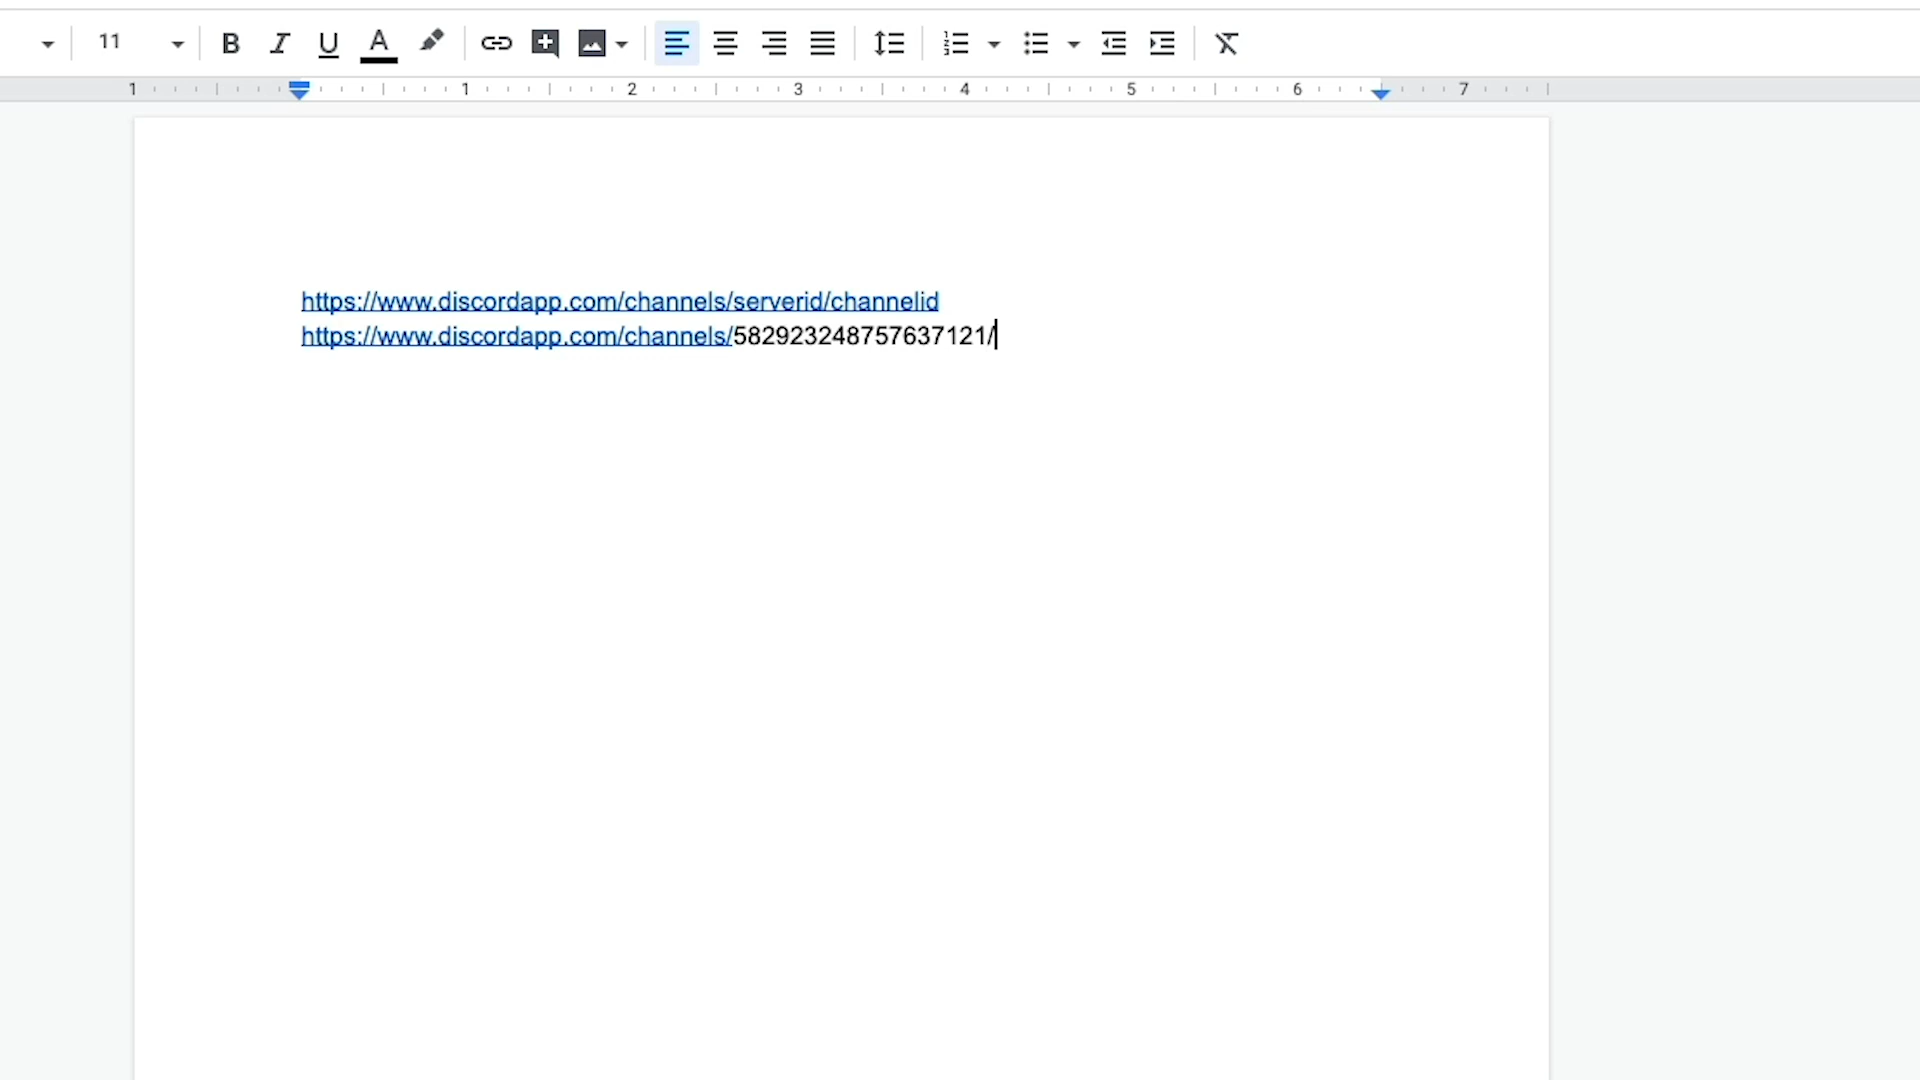 11 B I U A
1 1 2 3 4 5 6 7
https://www.discordapp.com/channels/serverid/channelid
https://www.discordapp.com/channels/582923248757637121/